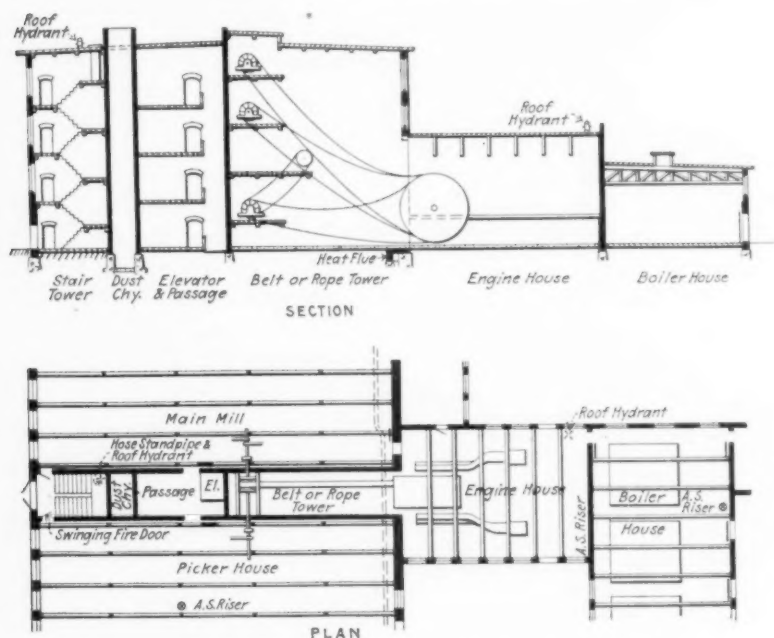 Roof
Hydrant
Roof
Hydrant
Heat Flue
Stair
Tower
Dust
Chy.
Elevator
& Passage
Belt or Rope Tower
Engine House
Boiler House
SECTION
Main Mill
Roof Hydrant
Hose Standpipe &
Roof Hydrant
Dust
Chy.
Passage
El.
Belt or Rope
Tower
Engine House
A.S. Riser
Boiler
House
A.S.
Riser
Swinging Fire Door
Picker House
A.S. Riser
PLAN